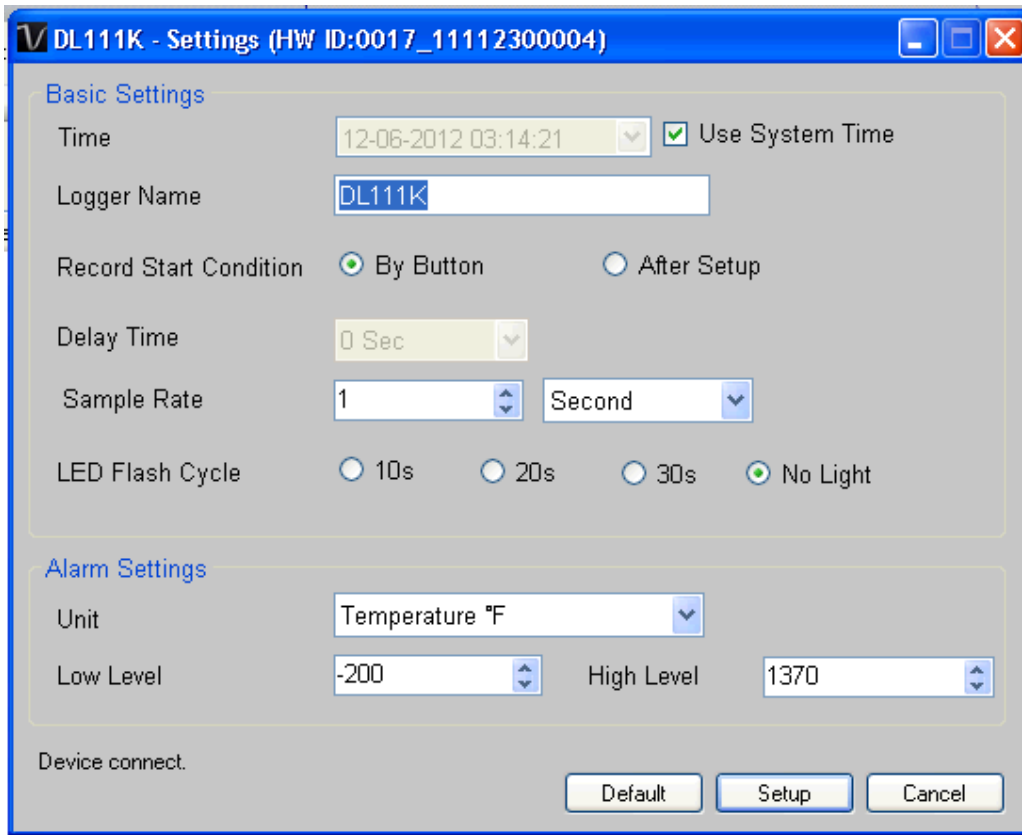 DL111K - Settings (HW ID:0017_11112300004)
Basic Settings
Time 12-06-2012 03:14:21 Use System Time
Logger Name DL111K
Record Start Condition By Button After Setup
Delay Time 0 Sec
Sample Rate 1 Second
LED Flash Cycle 10s 20s 30s No Light
Alarm Settings
Unit Temperature °F
Low Level -200 High Level 1370
Device connect.
Default Setup Cancel